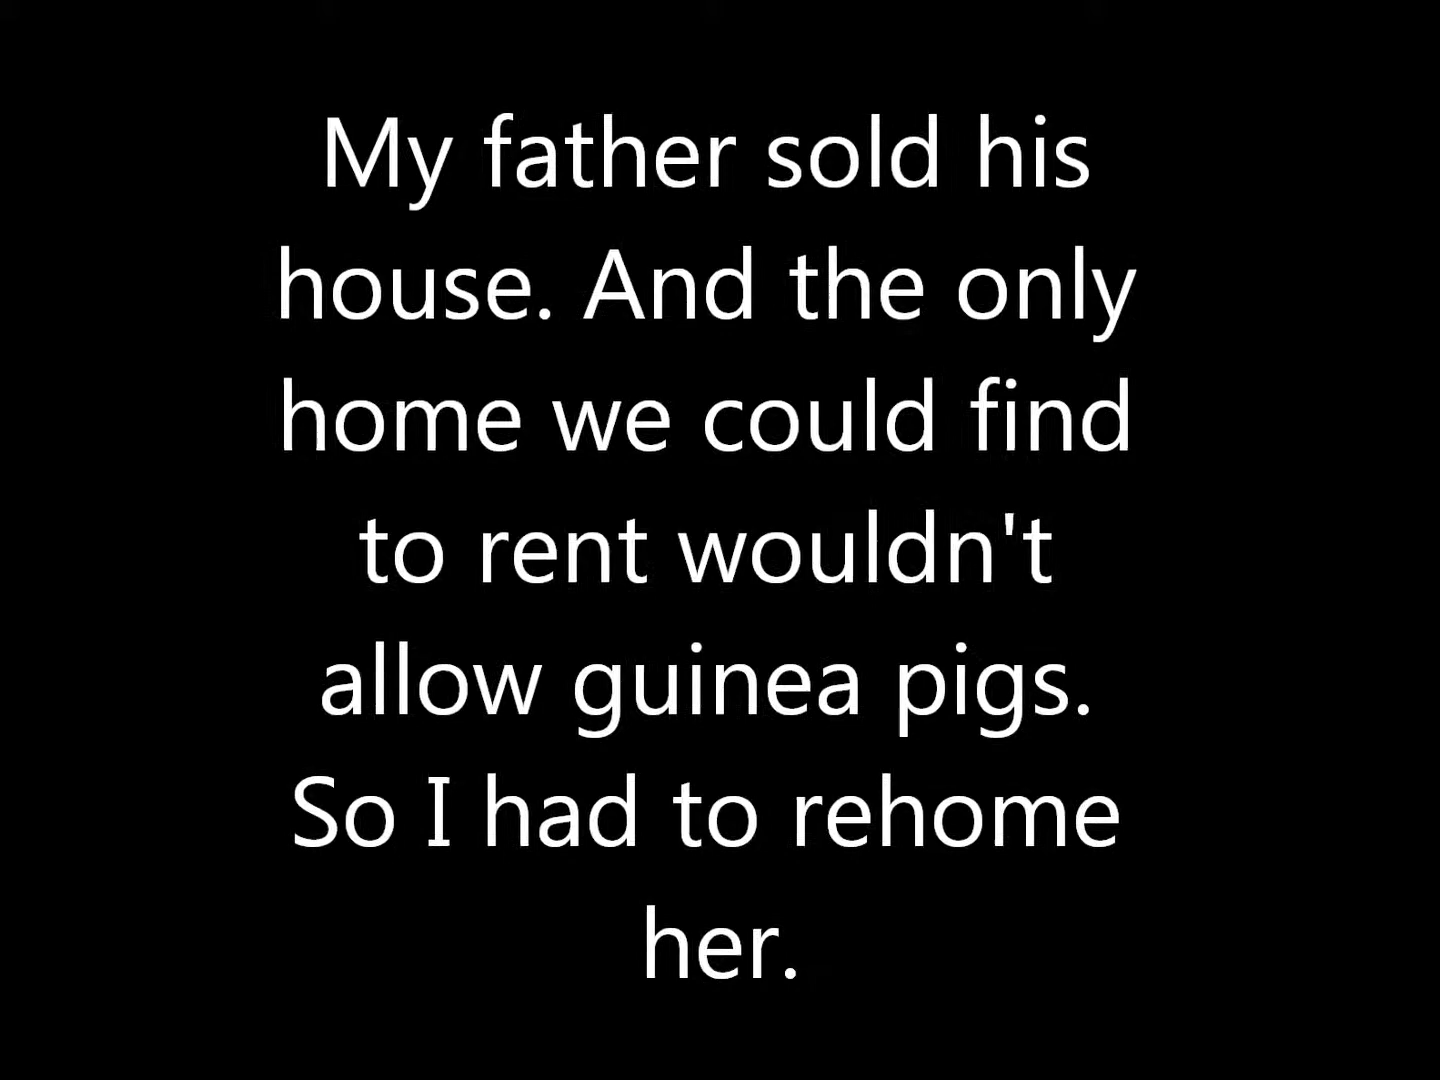 My father sold his
house. And the only
home we could find
to rent wouldn't
allow guinea pigs.
So I had to rehome
her.